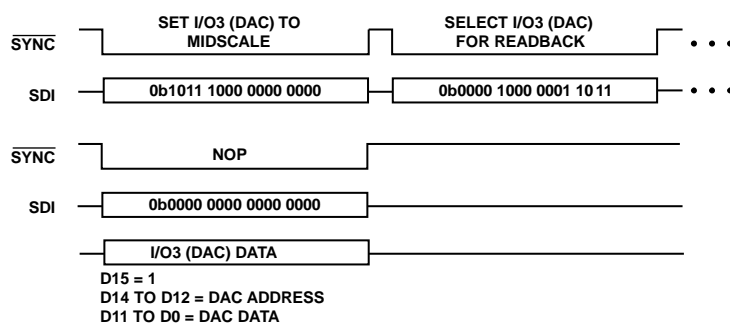 SET I/O3 (DAC) TO
MIDSCALE
SELECT I/O3 (DAC)
FOR READBACK
SYNC
SDI
0b1011 1000 0000 0000
0b0000 1000 0001 1011
SYNC
NOP
SDI
0b0000 0000 0000 0000
I/O3 (DAC) DATA
D15 = 1
D14 TO D12 = DAC ADDRESS
D11 TO D0 = DAC DATA